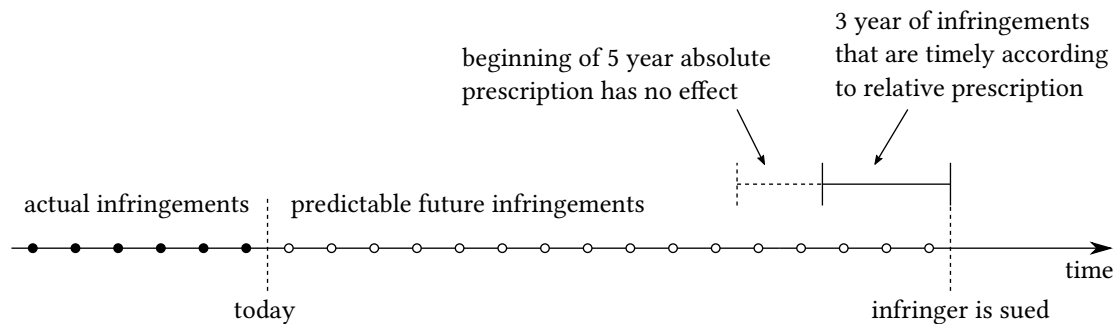 3 year of infringements
that are timely according
to relative prescription
beginning of 5 year absolute
prescription has no effect
actual infringements
predictable future infringements
time
today
infringer is sued